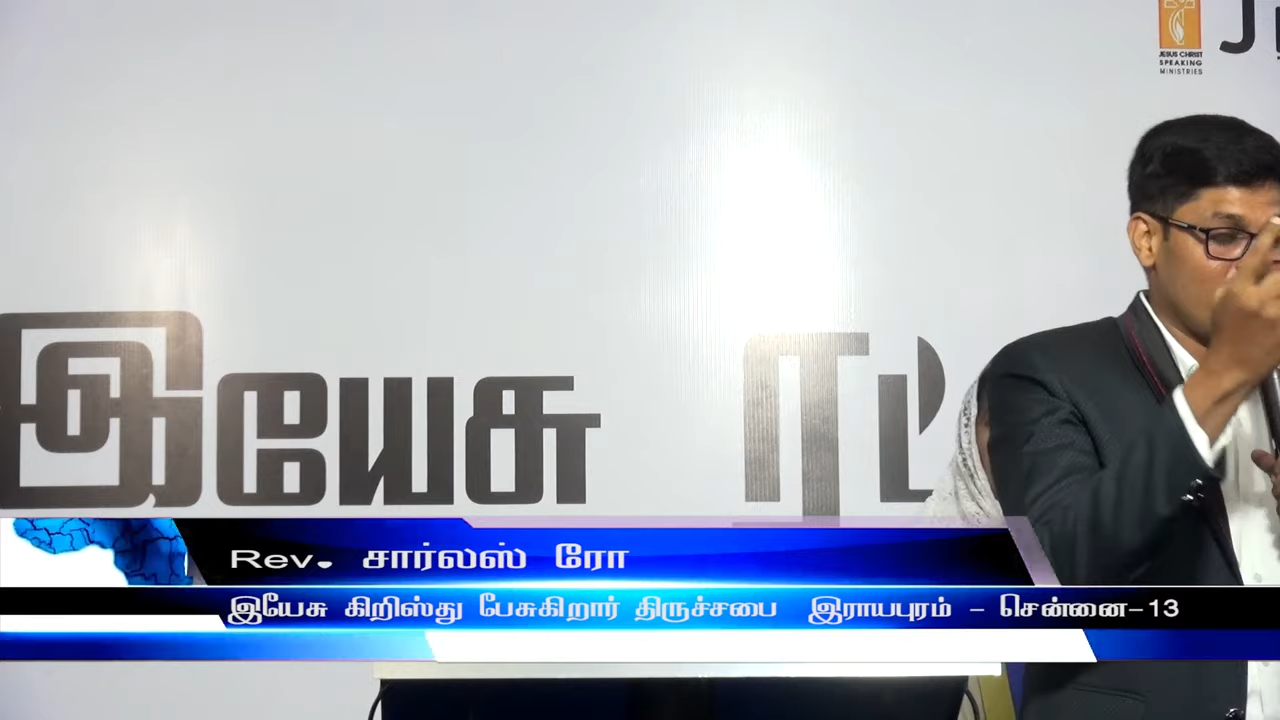 JESUS CHRIST
SPEAKING
MINISTRIES
இயேசு
Rev. சார்லஸ் ரோ
இயேசு கிறிஸ்து பேசுகிறார் திருச்சபை இராயபுரம் - சென்னை-13